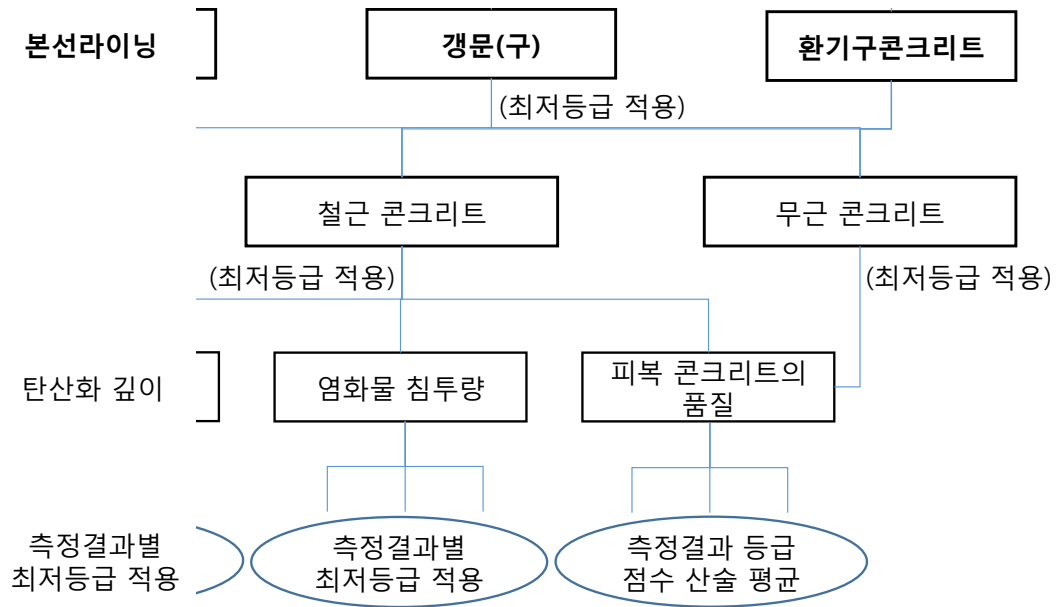 본선라이닝
갱문(구)
환기구콘크리트
(최저등급 적용)
철근 콘크리트
무근 콘크리트
(최저등급 적용)
(최저등급 적용)
탄산화 깊이
염화물 침투량
피복 콘크리트의
품질
측정결과별
최저등급 적용
측정결과별
최저등급 적용
측정결과 등급
점수 산술 평균